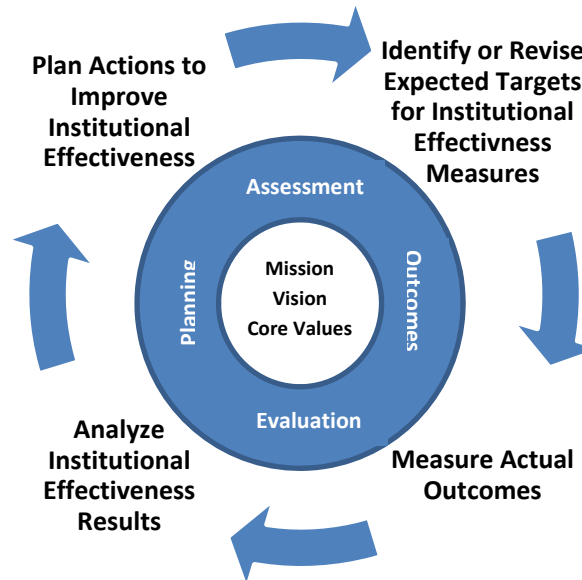 Plan Actions to
Improve
Institutional
Effectiveness
Identify or Revise
Expected Targets
for Institutional
Effectivness
Measures
Assessment
Planning
Mission
Vision
Core Values
Outcomes
Evaluation
Analyze
Institutional
Effectiveness
Results
Measure Actual
Outcomes